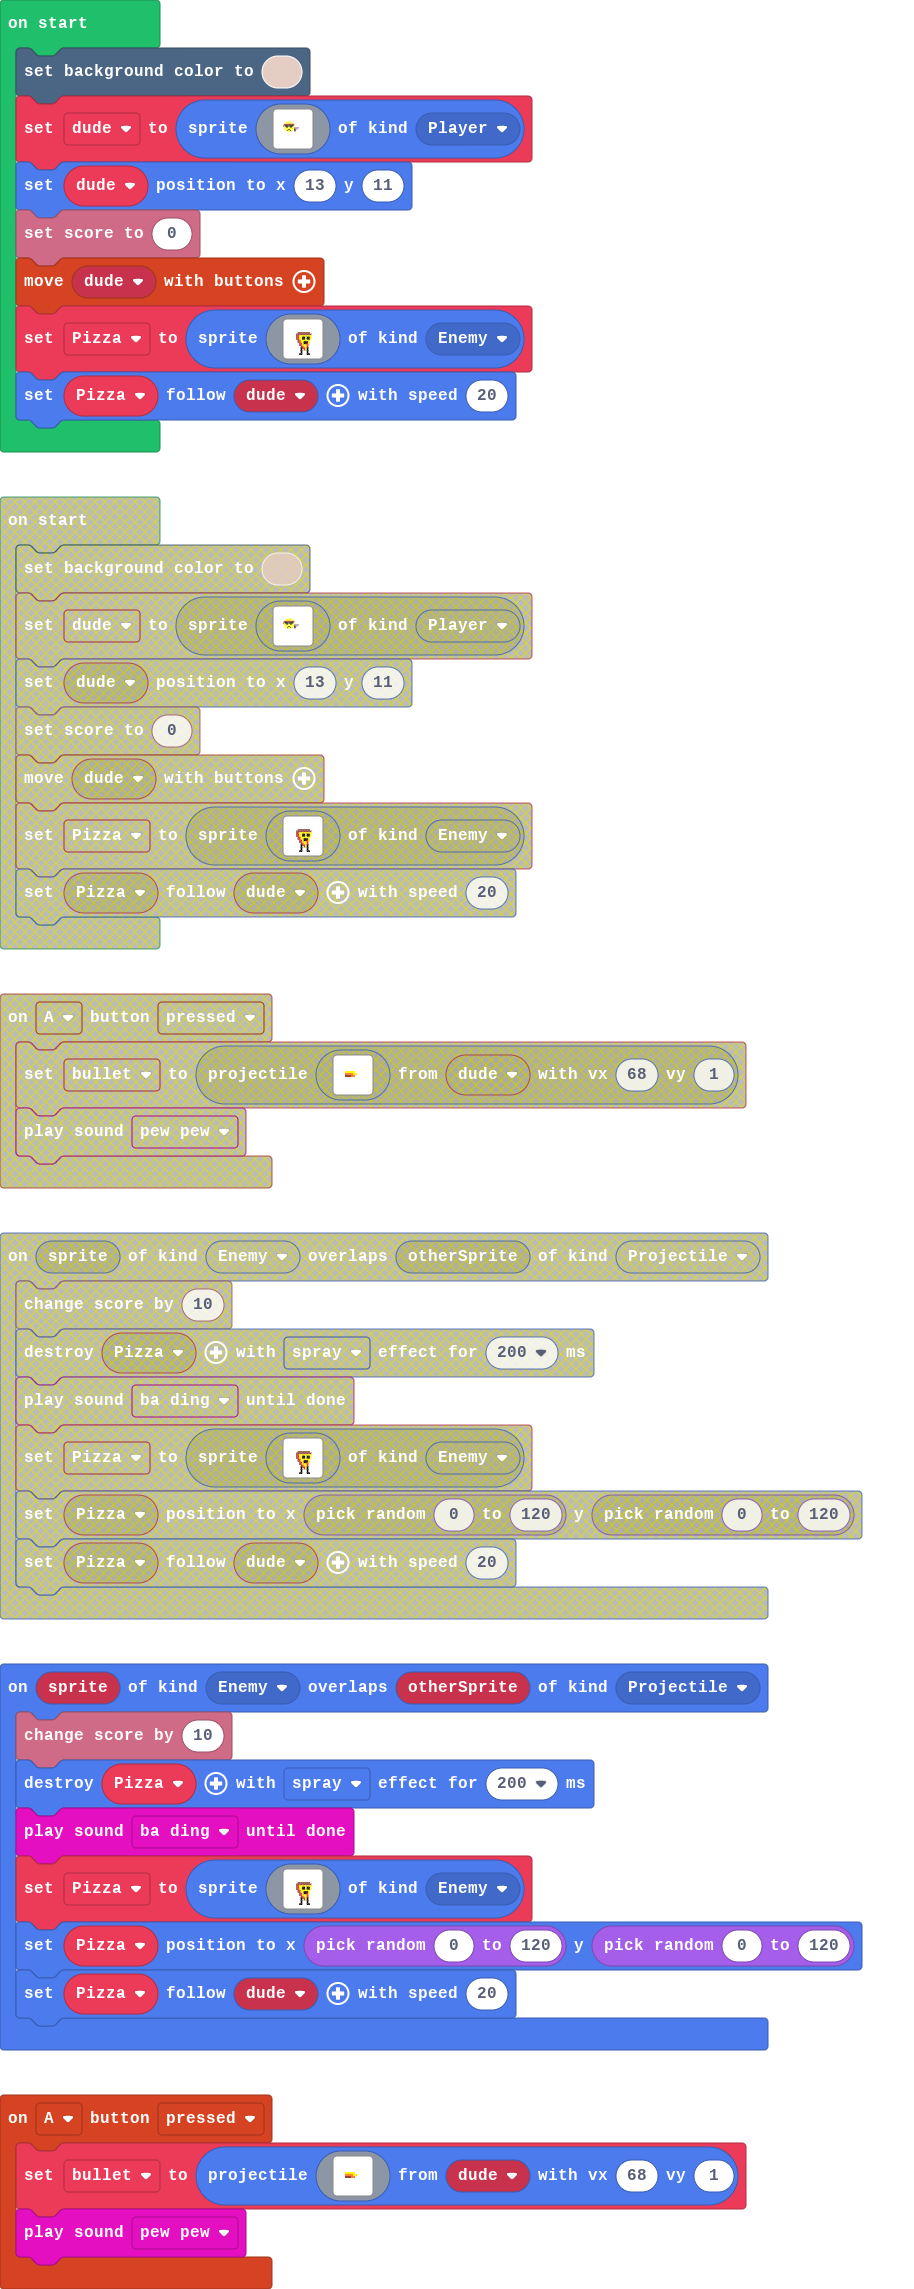 on start
set background color to
set dude to sprite of kind Player
set dude position to x 13 y 11
set score to 0
move dude with buttons
set Pizza to sprite of kind Enemy
set Pizza follow dude with speed 20
on start
set background color to
set dude to sprite of kind Player
set dude position to x 13 y 11
set score to 0
move dude with buttons
set Pizza to sprite of kind Enemy
set Pizza follow dude with speed 20
on A button pressed
set bullet to projectile from dude with vx 68 vy 1
play sound pew pew
on sprite of kind Enemy overlaps otherSprite of kind Projectile
change score by 10
destroy Pizza with spray effect for 200 ms
play sound ba ding until done
set Pizza to sprite of kind Enemy
set Pizza position to x pick random 0 to 120 y pick random 0 to 120
set Pizza follow dude with speed 20
on sprite of kind Enemy overlaps otherSprite of kind Projectile
change score by 10
destroy Pizza with spray effect for 200 ms
play sound ba ding until done
set Pizza to sprite of kind Enemy
set Pizza position to x pick random 0 to 120 y pick random 0 to 120
set Pizza follow dude with speed 20
on A button pressed
set bullet to projectile from dude with vx 68 vy 1
play sound pew pew